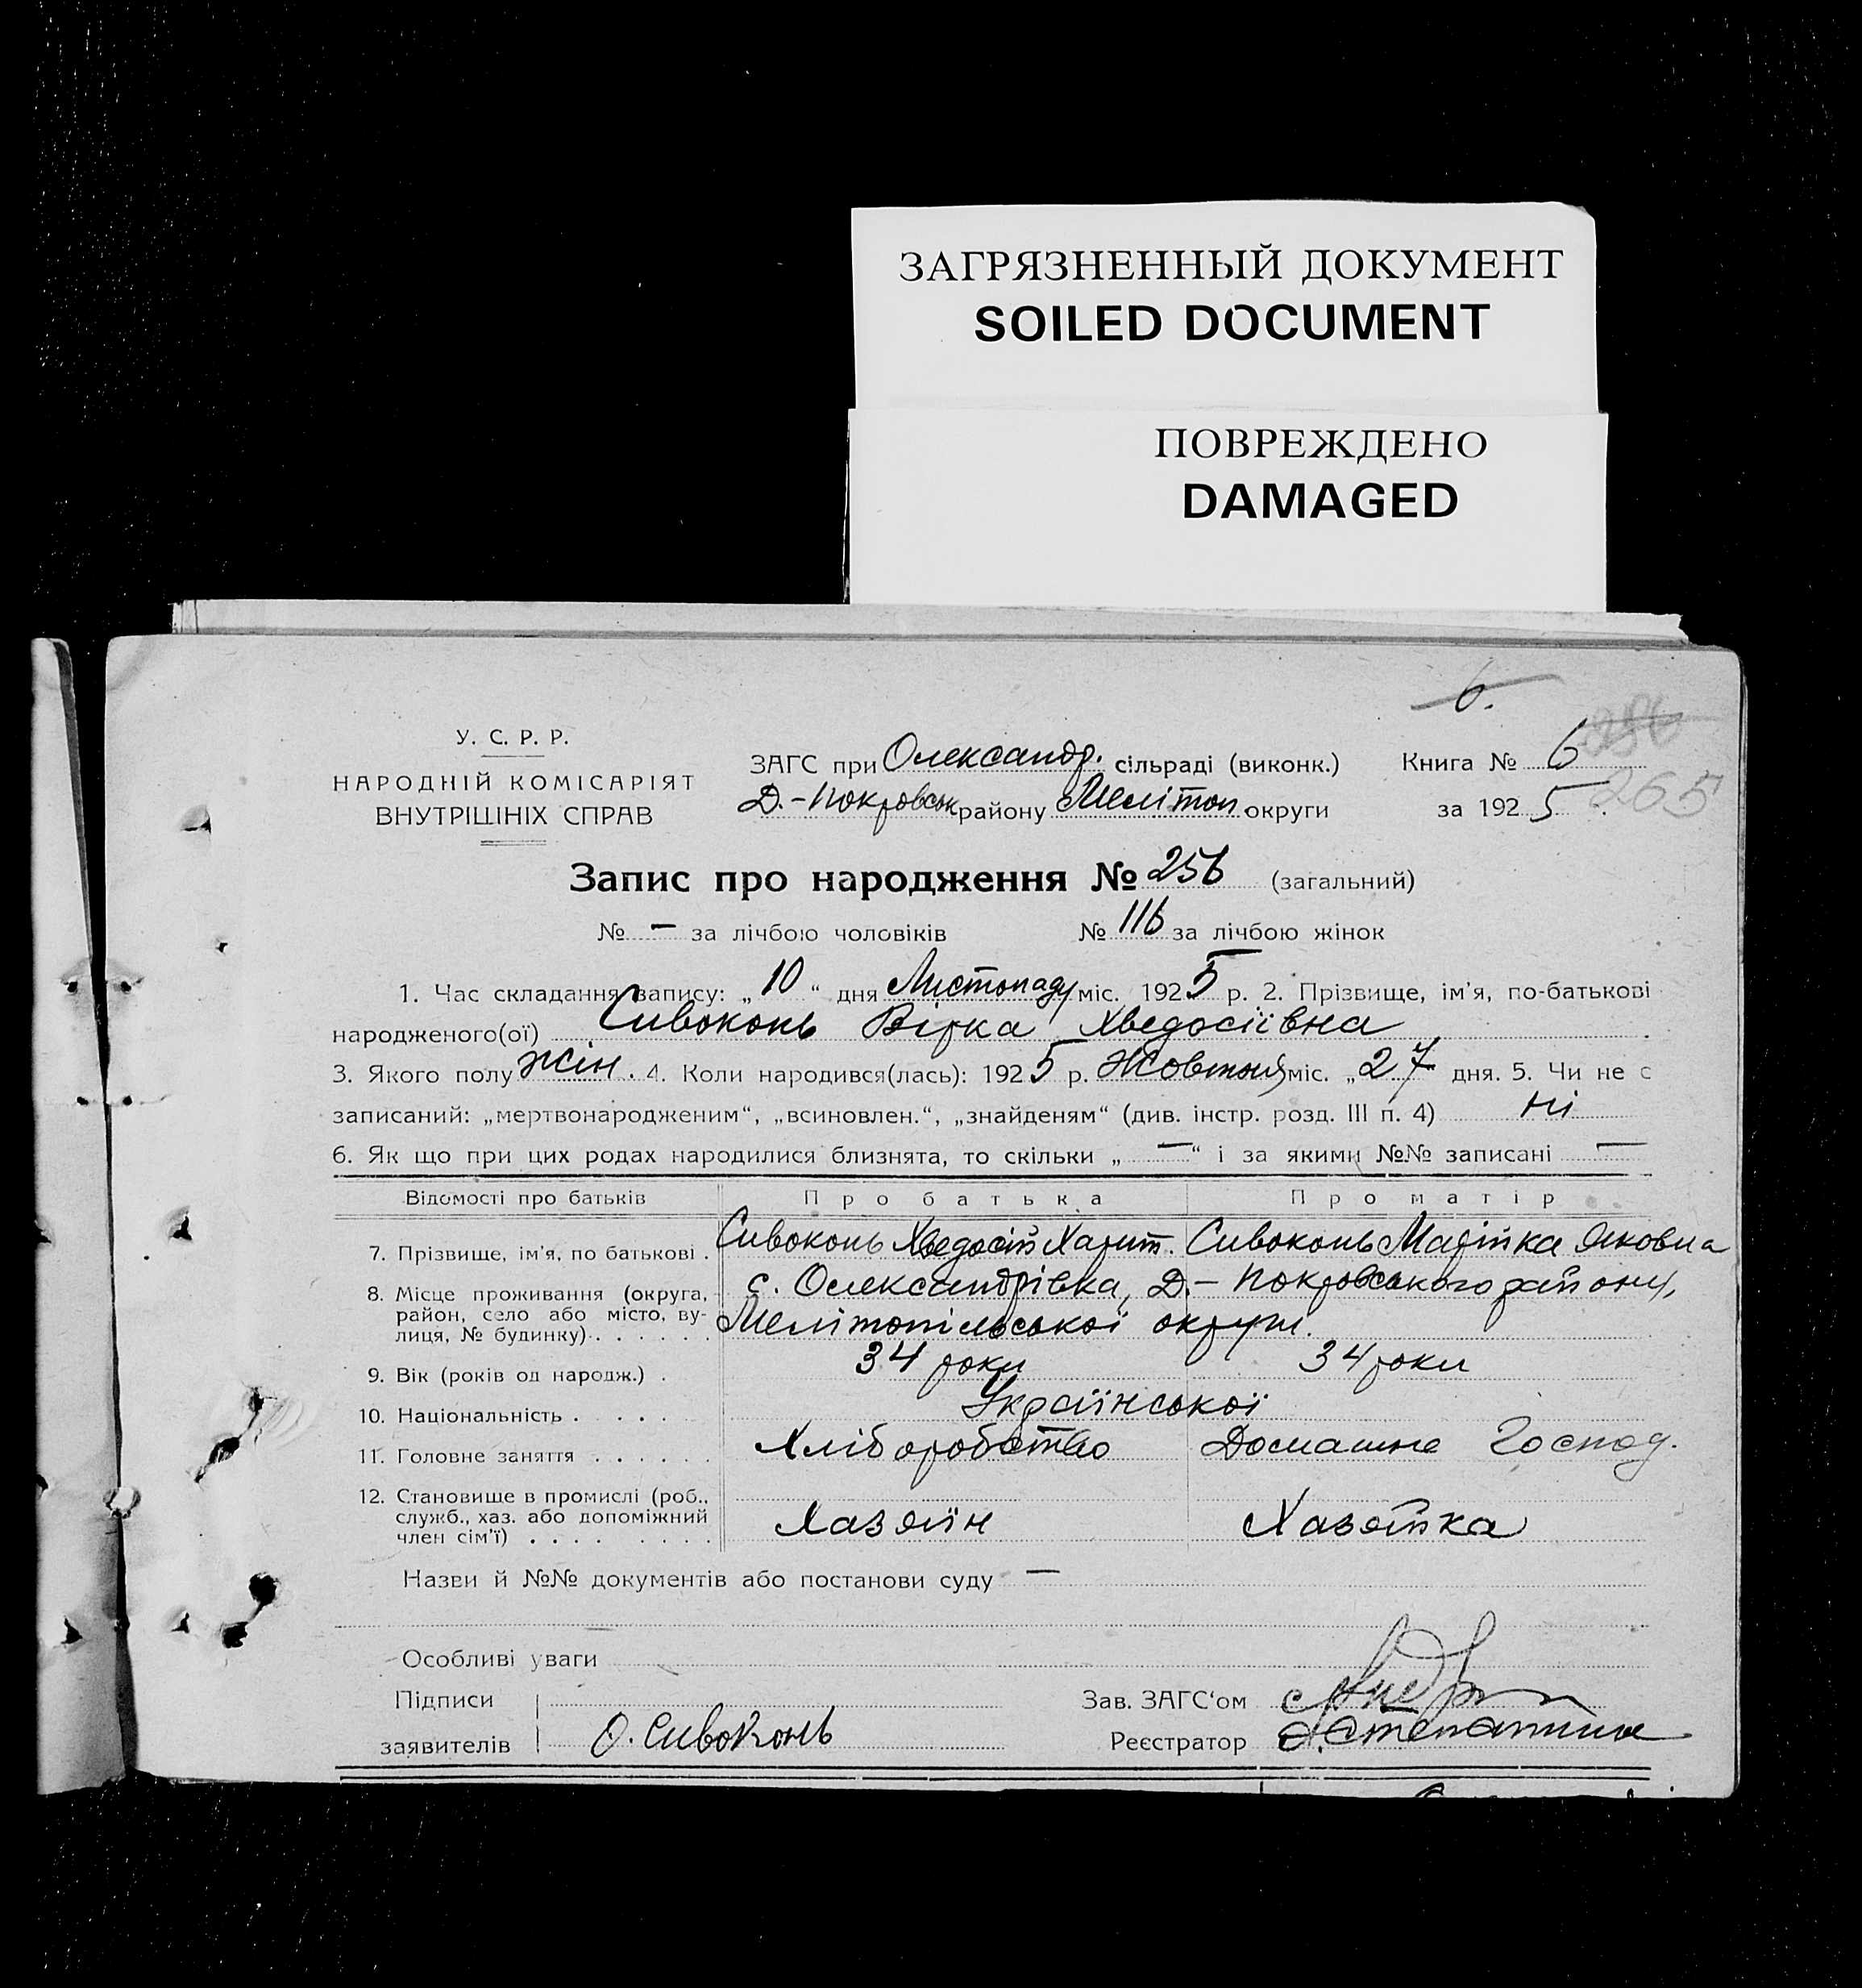 ЗАГРЯЗНЕННЫЙ ДОКУМЕНТ
SOILED DOCUMENT
ПОВРЕЖДЕНО
DAMAGED
6.
У. С. Р. Р.
НАРОДНІЙ КОМІСАРІЯТ
ВНУТРІШНІХ СПРАВ
ЗАГС при Олександр. сільраді (виконк.)
Д.-Покровськ району Меліт оп. округи
Книга № 6
за 1925 265
Запис про народження № 256 (загальний)
№ — за лічбою чоловіків № 116 за лічбою жінок
1. Час складання запису: „10“ дня Листопаду міс. 1925 р. 2. Прізвище, ім'я, по-батькові
народженого(ої) Сивоконь Вірка Хведосіївна
3. Якого полу жін. 4. Коли народився(лась): 1925 р. Жовтня міс. „27 дня. 5. Чи не є
записаний: „мертвонародженим“, „всиновлен.“, „знайденям“ (див. інстр. розд. III п. 4) ні
6. Як що при цих родах народилися близнята, то скільки „—“ і за якими №№ записані —
Відомості про батьків Про батька Про матір
7. Прізвище, ім'я, по батькові. Сивоконь Хведосій Харит. Сивоконь Марійка Яковна
8. Місце проживання (округа, район, село або місто, вулиця, № будинку) с. Олександрівка, Д.-Покровського району,
Мелітопільської округи.
9. Вік (років од народж.) . 34 роки 34 роки
10. Національність . . . . . Української
11. Головне заняття . . . . . . Хліборобство Домашне Господ.
12. Становище в промислі (роб., служб., хаз. або допоміжний член сім'ї) . . . . Хазяїн Хазяйка
Назви й №№ документів або постанови суду —
Особливі уваги
Підписи
заявителів О. Сивоконь
Зав. ЗАГС'ом
Реєстратор